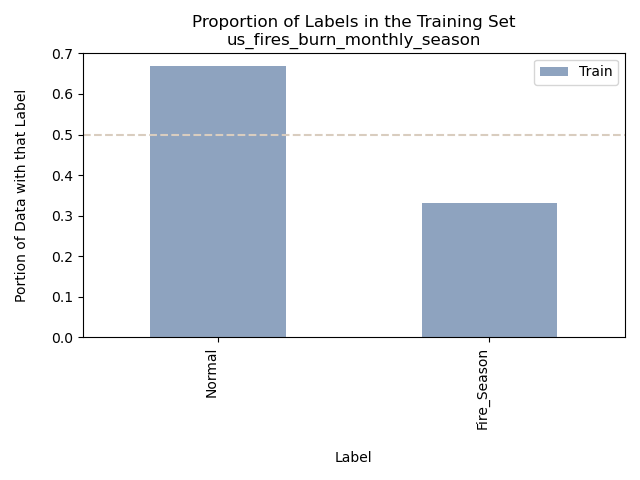 Proportion of Labels in the Training Set
us_fires_burn_monthly_season
Train
Portion of Data with that Label
0.7
0.6
0.5
0.4
0.3
0.2
0.1
0.0
Normal
Fire_Season
Label